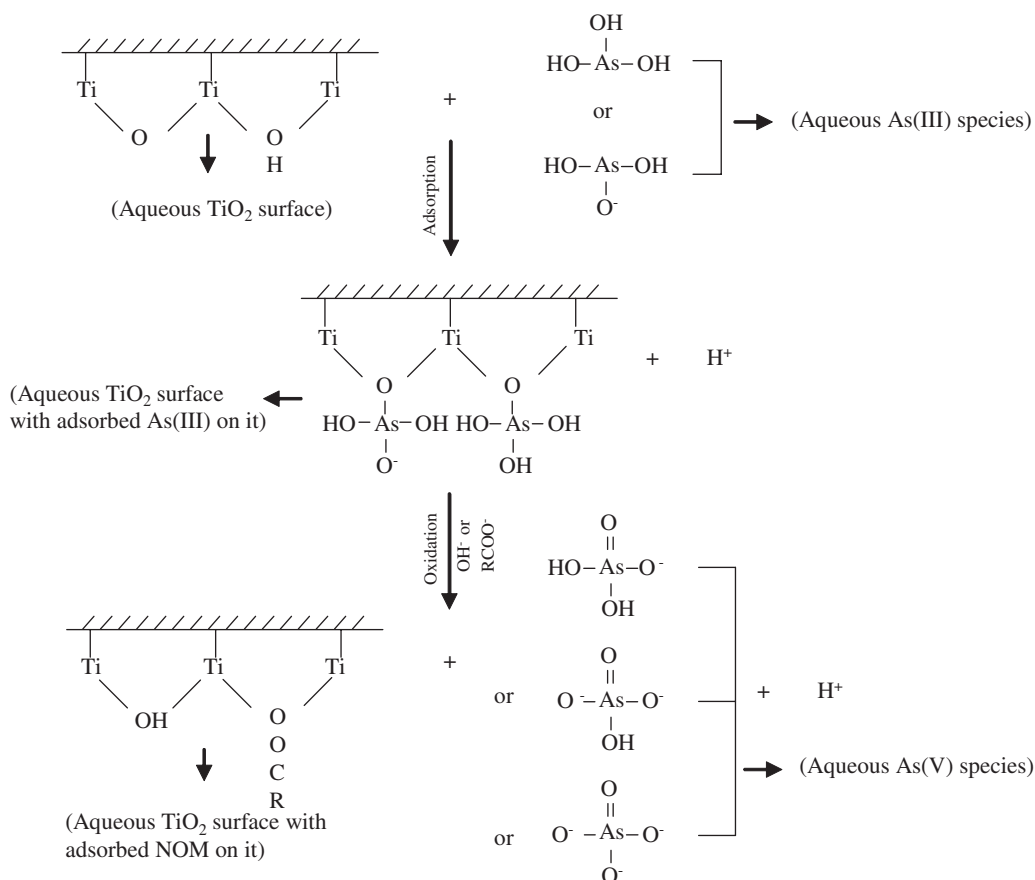 OH
HO–As–OH
Ti Ti Ti
+
O O
H
or
(Aqueous As(III) species)
HO–As–OH
O-
(Aqueous TiO2 surface)
Adsorption
Ti Ti Ti
+ H+
O O
(Aqueous TiO2 surface
with adsorbed As(III) on it)
HO–As–OH HO–As–OH
O- OH
Oxidation
OH- or
RCOO-
O
HO–As–O-
OH
Ti Ti Ti
+
OH O
O
C
R
or
O
O-–As–O-
OH
+ H+
(Aqueous As(V) species)
(Aqueous TiO2 surface with
adsorbed NOM on it)
or
O
O-–As–O-
O-